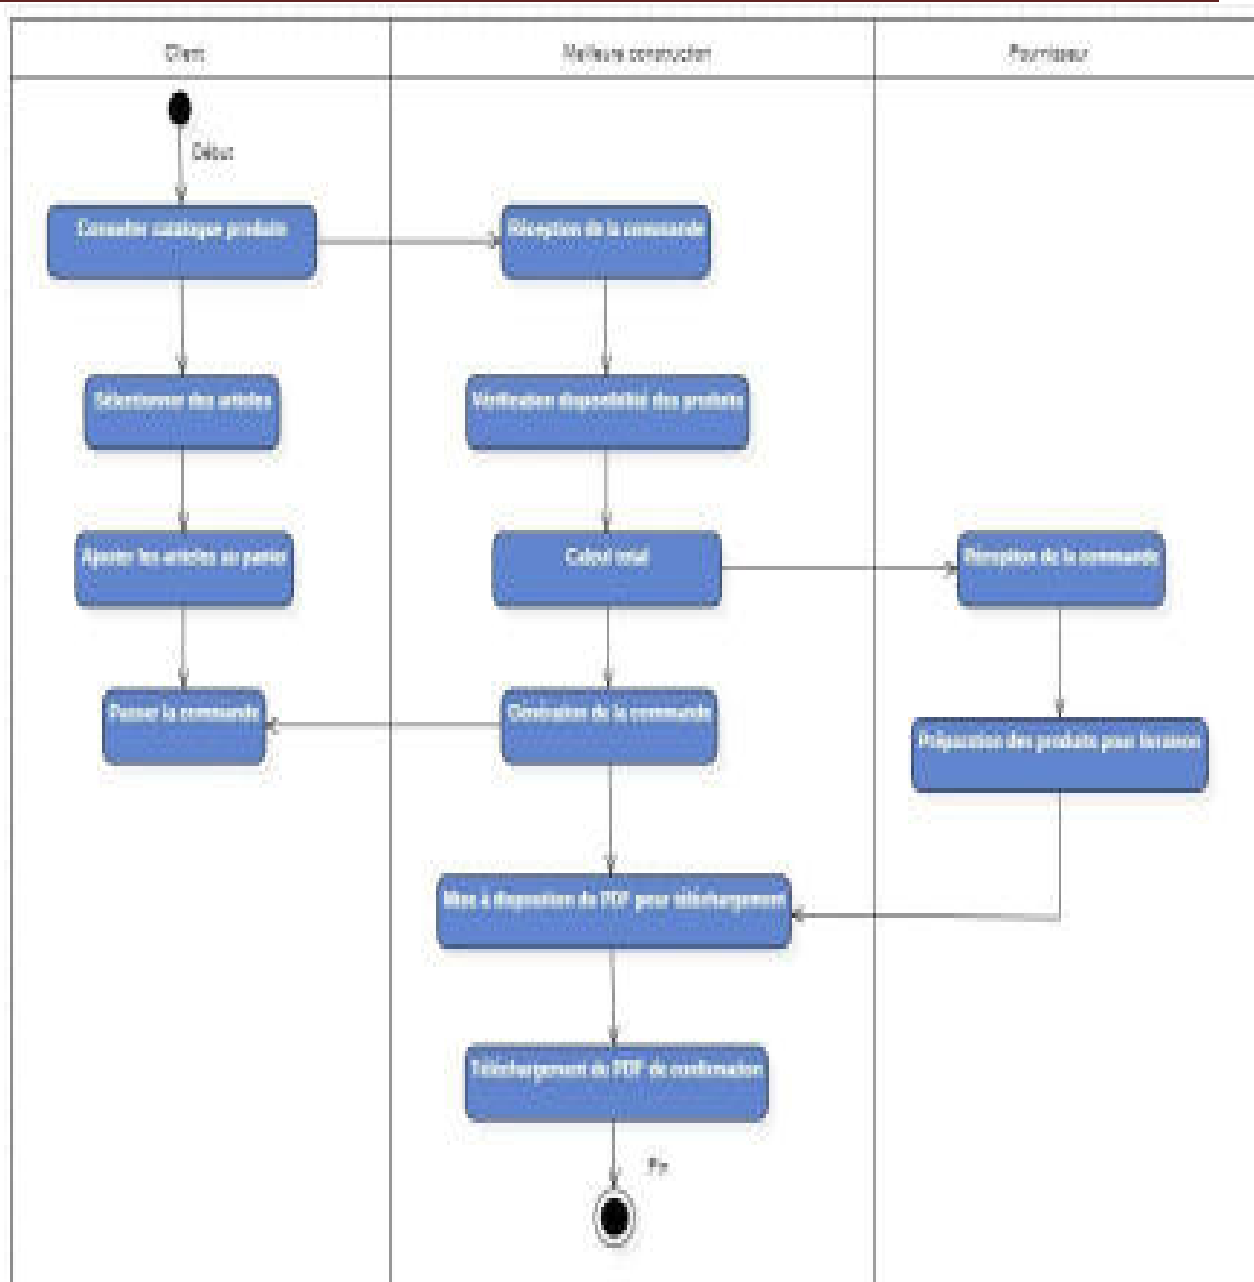 Client
Meilleure construction
Fournisseur
Début
Consulter catalogue produits
Réception de la commande
Sélectionner des articles
Vérification disponibilité des produits
Ajouter les articles au panier
Calcul total
Réception de la commande
Passer la commande
Génération de la commande
Préparation des produits pour livraison
Mise à disposition du PDF pour téléchargement
Téléchargement du PDF de confirmation
Fin